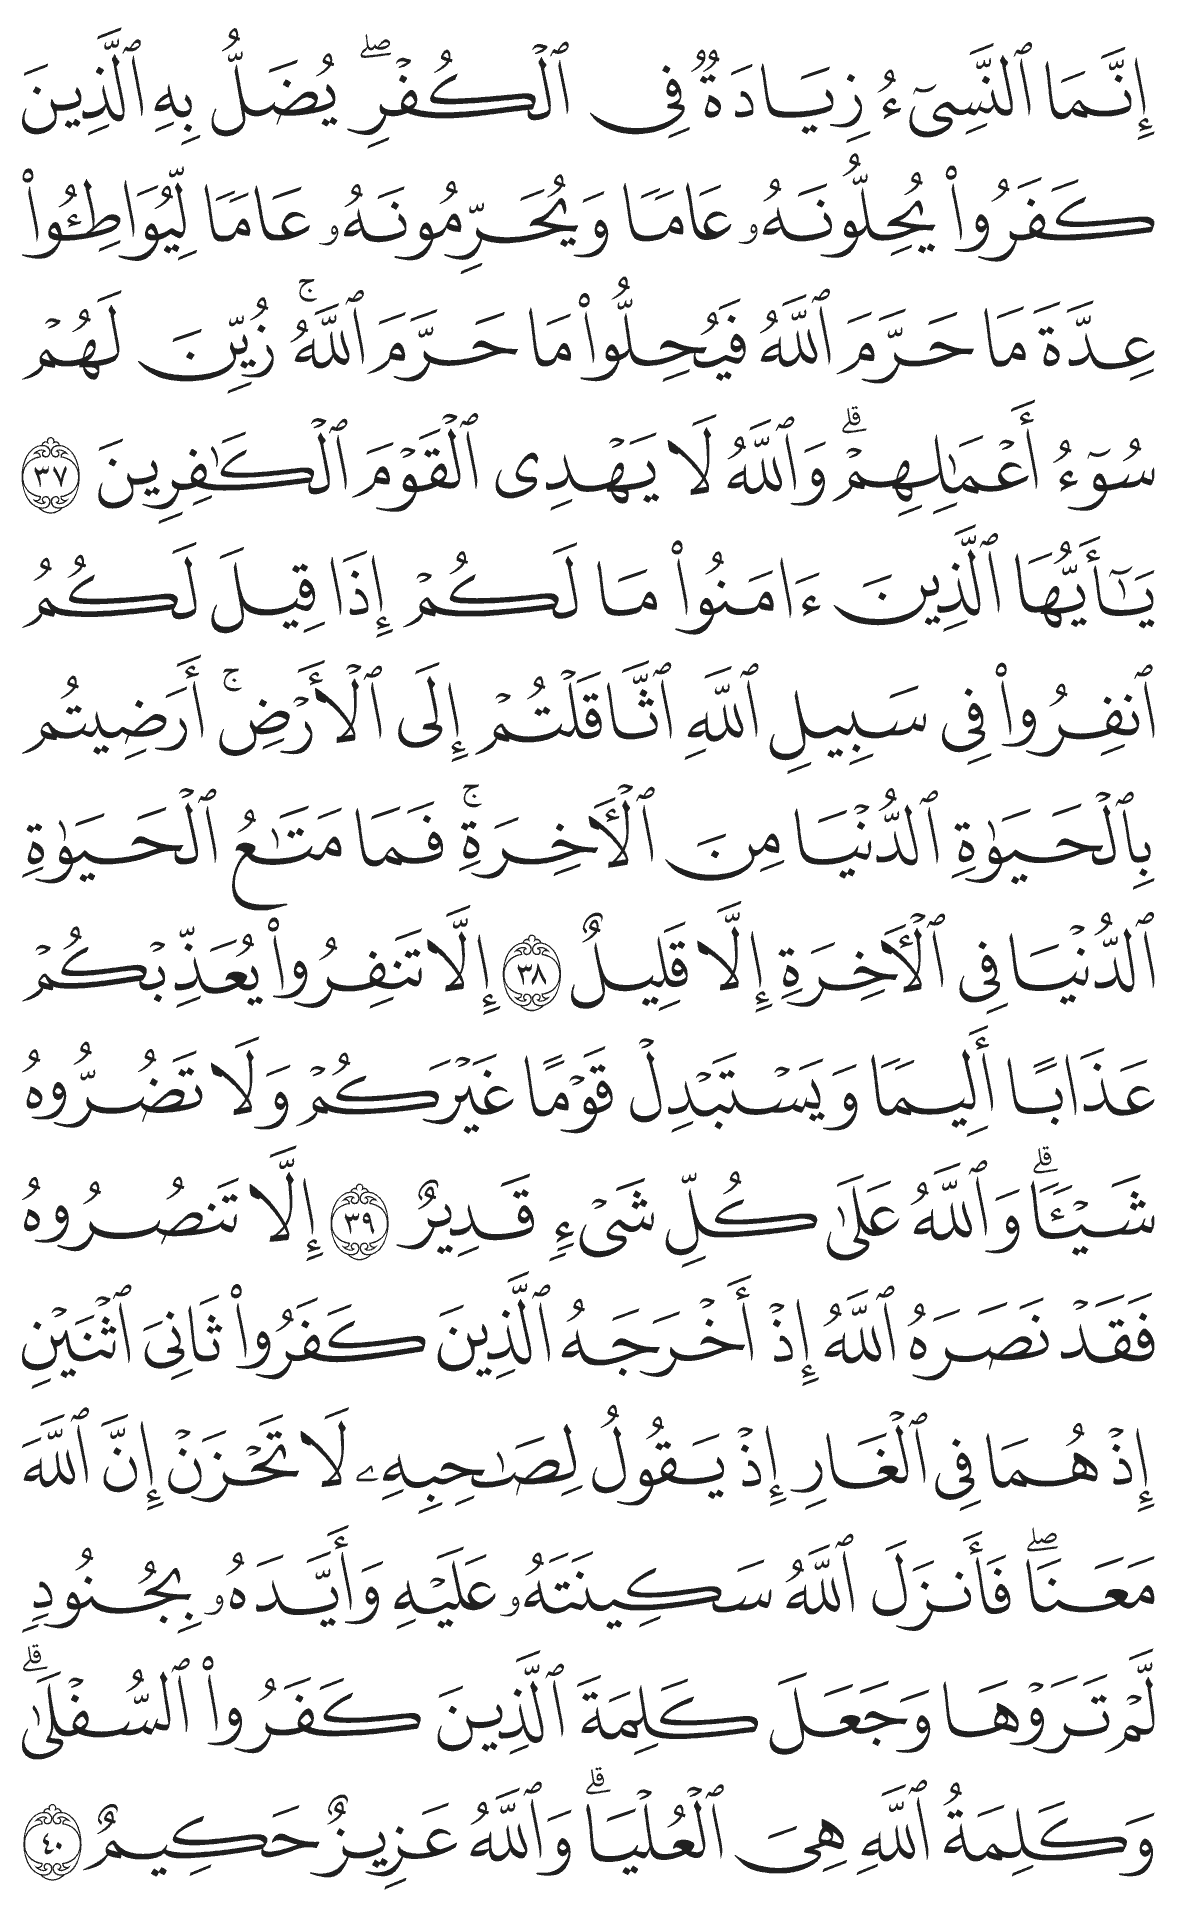 إِنَّمَا ٱلنَّسِىٓءُ زِيَادَةٌ فِى ٱلْكُفْرِ ۖ يُضَلُّ بِهِ ٱلَّذِينَ
كَفَرُوا۟ يُحِلُّونَهُۥ عَامًا وَيُحَرِّمُونَهُۥ عَامًا لِّيُوَاطِـُٔوا۟
عِدَّةَ مَا حَرَّمَ ٱللَّهُ فَيُحِلُّوا۟ مَا حَرَّمَ ٱللَّهُ ۚ زُيِّنَ لَهُمْ
سُوٓءُ أَعْمَـٰلِهِمْ ۗ وَٱللَّهُ لَا يَهْدِى ٱلْقَوْمَ ٱلْكَـٰفِرِينَ ٣٧
يَـٰٓأَيُّهَا ٱلَّذِينَ ءَامَنُوا۟ مَا لَكُمْ إِذَا قِيلَ لَكُمُ
ٱنفِرُوا۟ فِى سَبِيلِ ٱللَّهِ ٱثَّاقَلْتُمْ إِلَى ٱلْأَرْضِ ۚ أَرَضِيتُم
بِٱلْحَيَوٰةِ ٱلدُّنْيَا مِنَ ٱلْـَٔاخِرَةِ ۚ فَمَا مَتَـٰعُ ٱلْحَيَوٰةِ
ٱلدُّنْيَا فِى ٱلْـَٔاخِرَةِ إِلَّا قَلِيلٌ ٣٨ إِلَّا تَنفِرُوا۟ يُعَذِّبْكُمْ
عَذَابًا أَلِيمًا وَيَسْتَبْدِلْ قَوْمًا غَيْرَكُمْ وَلَا تَضُرُّوهُ
شَيْـًٔا ۗ وَٱللَّهُ عَلَىٰ كُلِّ شَىْءٍ قَدِيرٌ ٣٩ إِلَّا تَنصُرُوهُ
فَقَدْ نَصَرَهُ ٱللَّهُ إِذْ أَخْرَجَهُ ٱلَّذِينَ كَفَرُوا۟ ثَانِىَ ٱثْنَيْنِ
إِذْ هُمَا فِى ٱلْغَارِ إِذْ يَقُولُ لِصَـٰحِبِهِۦ لَا تَحْزَنْ إِنَّ ٱللَّهَ
مَعَنَا ۖ فَأَنزَلَ ٱللَّهُ سَكِينَتَهُۥ عَلَيْهِ وَأَيَّدَهُۥ بِجُنُودٍ
لَّمْ تَرَوْهَا وَجَعَلَ كَلِمَةَ ٱلَّذِينَ كَفَرُوا۟ ٱلسُّفْلَىٰ ۗ
وَكَلِمَةُ ٱللَّهِ هِىَ ٱلْعُلْيَا ۗ وَٱللَّهُ عَزِيزٌ حَكِيمٌ ٤٠